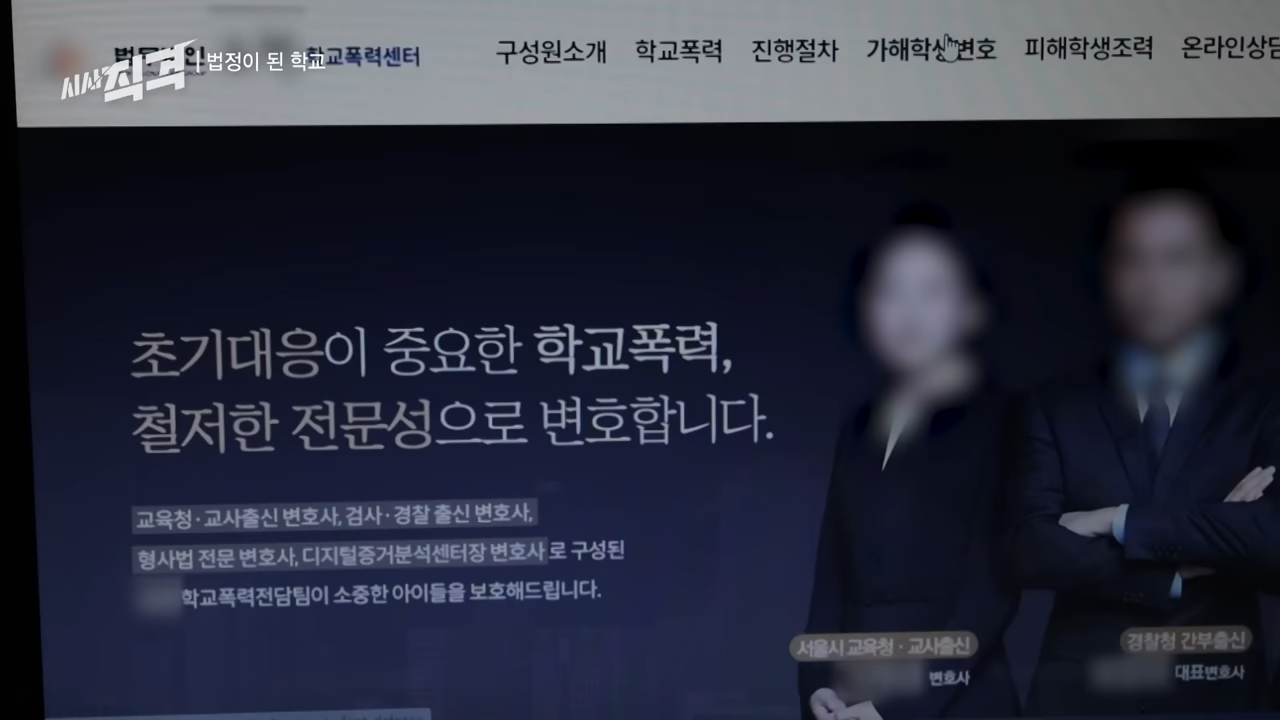 시사직격 | 법정이 된 학교
법무법인 학교폭력센터
구성원소개 학교폭력 진행절차 가해학생변호 피해학생조력 온라인상담
초기대응이 중요한 학교폭력,
철저한 전문성으로 변호합니다.
교육청·교사출신 변호사, 검사·경찰 출신 변호사,
형사법 전문 변호사, 디지털증거분석센터장 변호사로 구성된
학교폭력전담팀이 소중한 아이들을 보호해드립니다.
서울시 교육청·교사출신
변호사
경찰청 간부출신
대표변호사